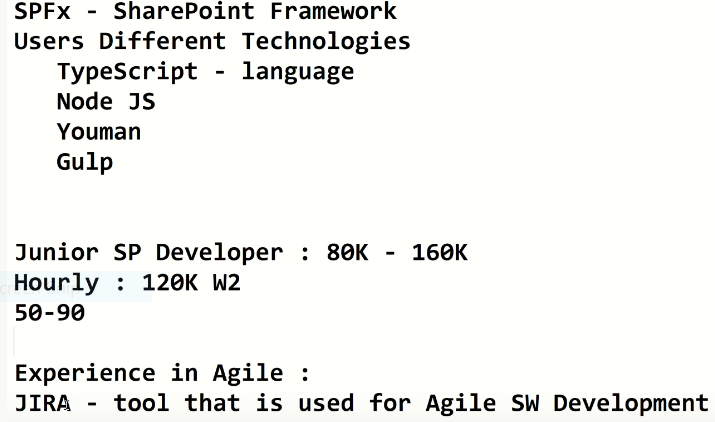 SPFx - SharePoint Framework
Users Different Technologies
TypeScript - language
Node JS
Youman
Gulp
Junior SP Developer : 80K - 160K
Hourly : 120K W2
50-90
Experience in Agile :
JIRA - tool that is used for Agile SW Development